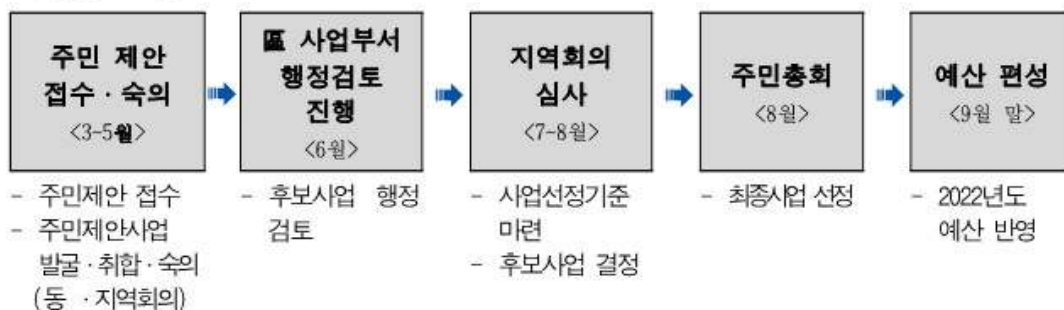 주민 제안
접수 · 숙의
<3-5월>
區 사업부서
행정검토
진행
<6월>
지역회의
심사
<7-8월>
주민총회
<8월>
예산 편성
<9월 말>
- 주민제안 접수
- 주민제안사업
발굴 · 취합 · 숙의
(동 · 지역회의)
- 후보사업 행정
검토
- 사업선정기준
마련
- 후보사업 결정
- 최종사업 선정
- 2022년도
예산 반영